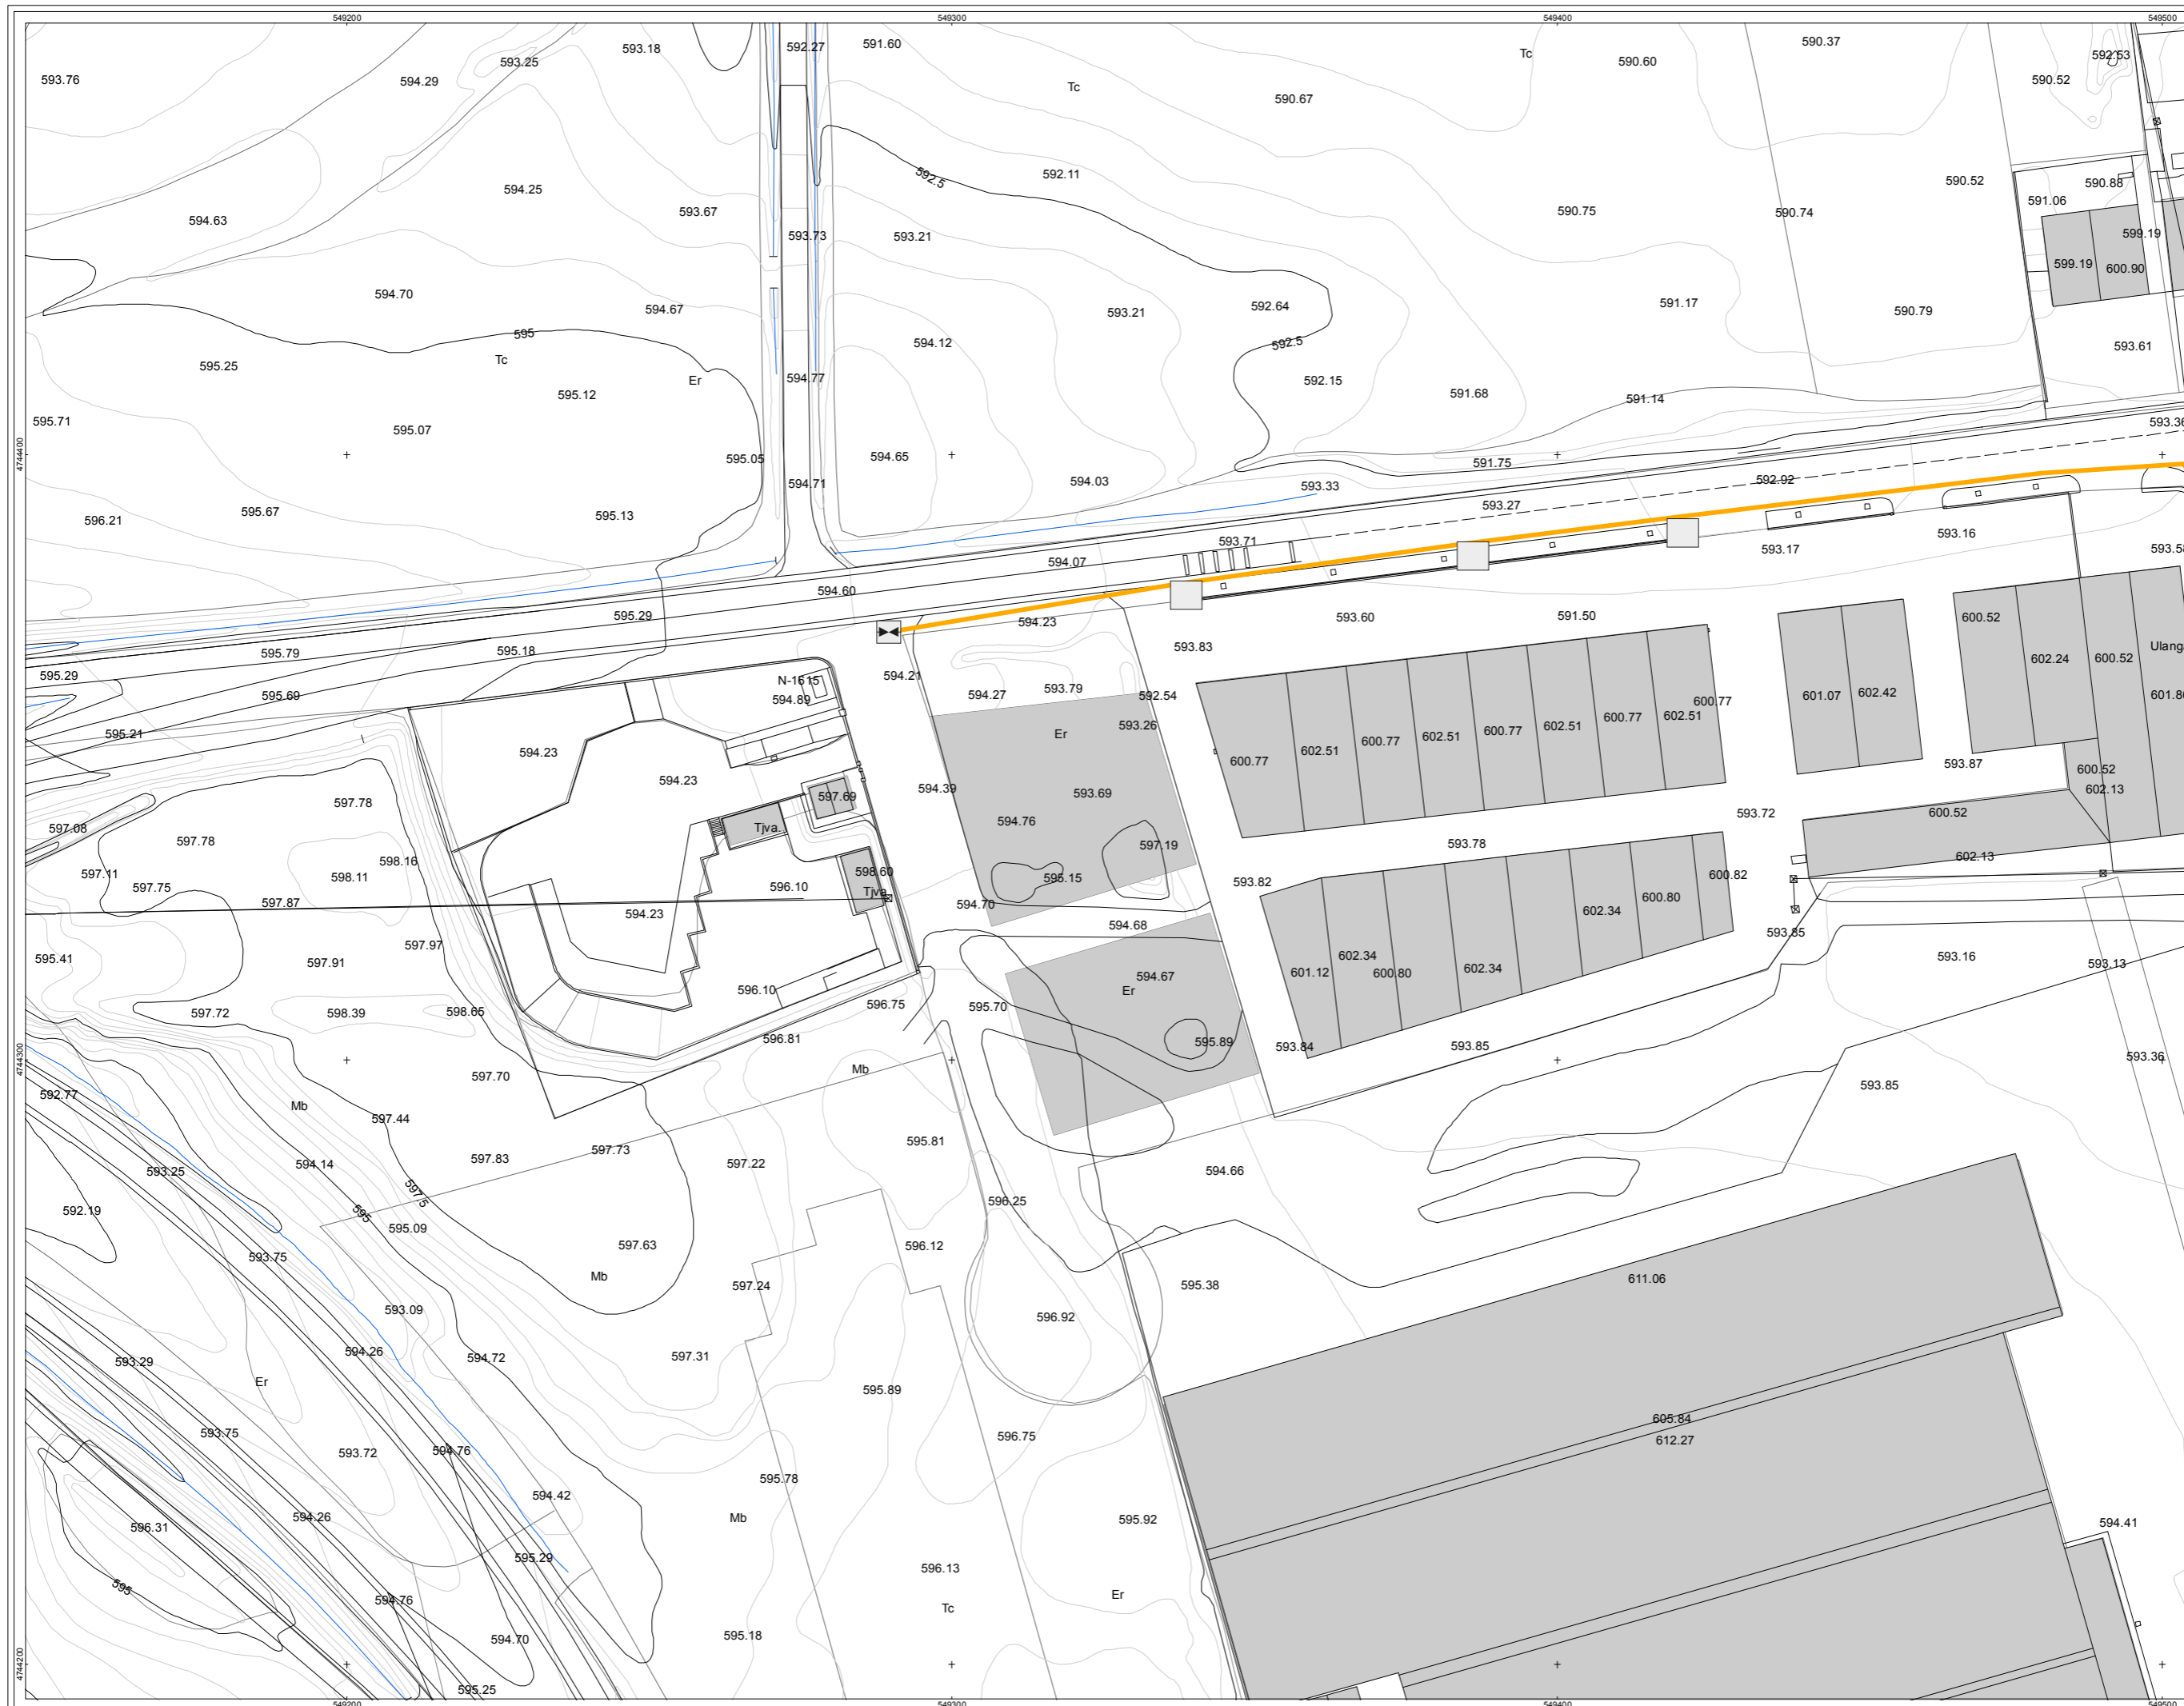 549200 549300 549400 549500
593.18 592.27 591.60 Tc 590.37
593.76 594.29 593.25 Tc 590.67 590.60 590.52 592.53
594.63 594.25 593.67 593.73 592.5 593.21 592.11 590.75 590.74 590.52 591.06 590.88 599.19
594.70 594.67 593.21 592.64 591.17 590.79 599.19 600.90
595 594.12 592.5 593.61
595.25 Tc Er 595.12 594.77 592.15 591.68 591.14
595.71 595.07 595.05 594.65 591.75 593.36
4744400
596.21 595.67 595.13 594.71 594.03 593.33 593.27 592.92
593.71 594.07 593.17 593.16 593.58
595.29 594.60 594.23 593.60 591.50 600.52
595.79 595.18 594.21 593.83 602.24 600.52 Ulang
595.29 595.69 N-1615 594.89 594.27 593.79 592.54 601.07 602.42 600.77
595.21 594.23 593.26 Er 600.77 602.51 600.77 602.51 600.77 602.51 600.77 602.51
594.23 594.39 593.69 593.87 600.52 602.13
597.78 597.69 594.76 593.72 600.52
597.08 597.78 Tjva. 597.19 593.78 602.13
597.11 597.75 598.11 598.16 596.10 598.60 Tjva. 595.15 593.82 600.82
597.87 594.23 594.70 594.68 602.34 600.80 593.85
595.41 597.91 597.97 594.67 601.12 602.34 600.80 602.34 593.16 593.13
597.72 598.39 598.65 596.10 596.75 595.70 Er
596.81 595.89 593.84 593.85 593.36
4744300
592.77 597.70 Mb 593.85
Mb 597.44 595.81
593.25 594.14 597.83 597.73 597.22 594.66
592.19 595 597.5 595.09 596.25
593.75 597.63 596.12
Mb 597.24 595.38 611.06
593.09 596.92
593.29 594.26 594.72 597.31
Er 595.89 605.84
593.75 593.72 594.76 596.75 612.27
595.78
596.31 594.26 594.42 Mb 595.92 594.41
595 595.29 596.13
594.76 Tc Er
594.70 595.18
4744200
595.25
549200 549300 549400 549500